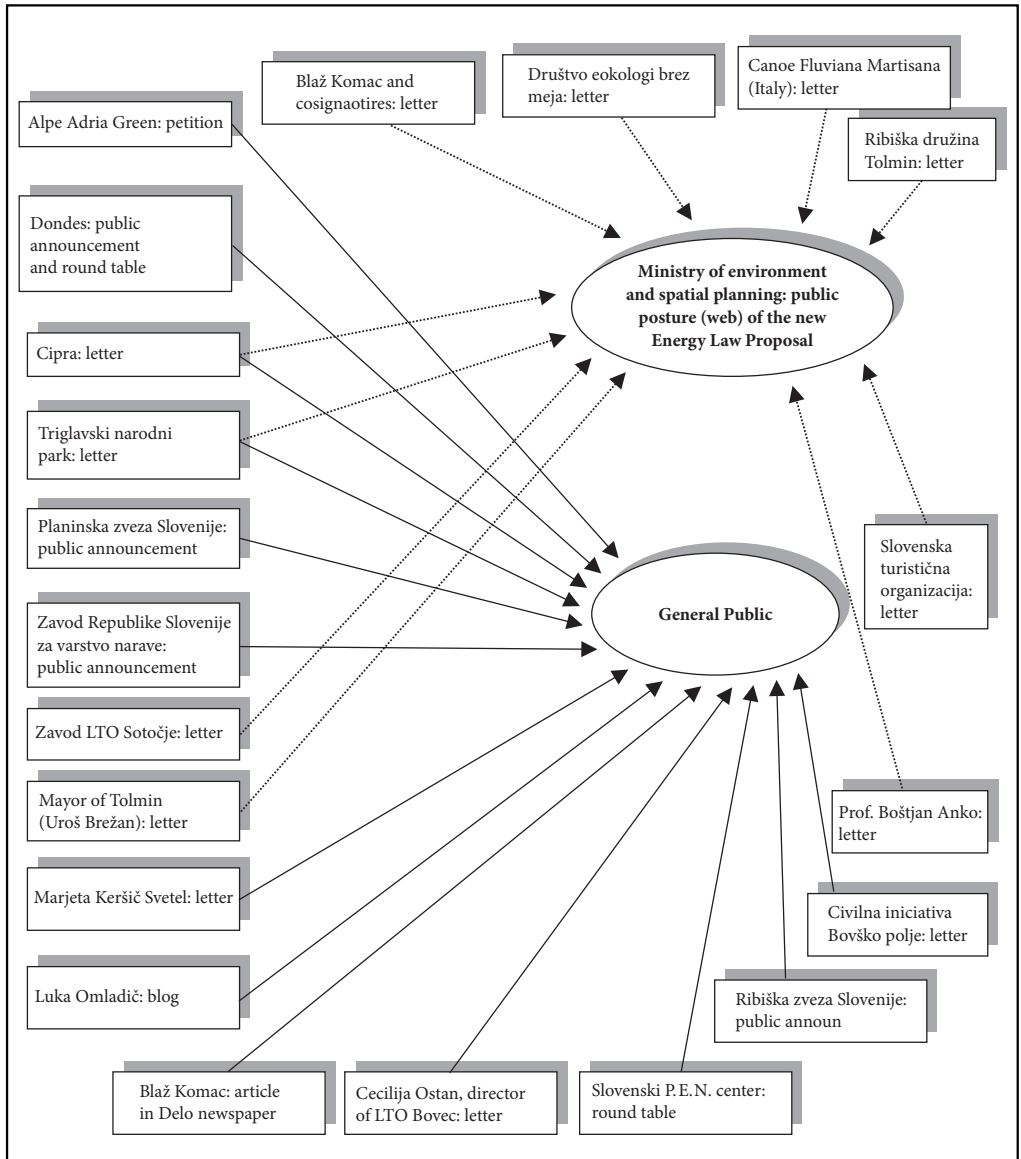 Blaž Komac and
cosignaotires: letter
Društvo eokologi brez
meja: letter
Canoe Fluviana Martisana
(Italy): letter
Ribiška družina
Tolmin: letter
Alpe Adria Green: petition
Dondes: public
announcement
and round table
Cipra: letter
Triglavski narodni
park: letter
Planinska zveza Slovenije:
public announcement
Zavod Republike Slovenije
za varstvo narave:
public announcement
Zavod LTO Sotočje: letter
Mayor of Tolmin
(Uroš Brežan): letter
Marjeta Keršič Svetel: letter
Luka Omladič: blog
Ministry of environment
and spatial planning: public
posture (web) of the new
Energy Law Proposal
General Public
Slovenska
turistična
organizacija:
letter
Prof. Boštjan Anko:
letter
Civilna iniciativa
Bovško polje: letter
Ribiška zveza Slovenije:
public announ
Blaž Komac: article
in Delo newspaper
Cecilija Ostan, director
of LTO Bovec: letter
Slovenski P.E.N. center:
round table